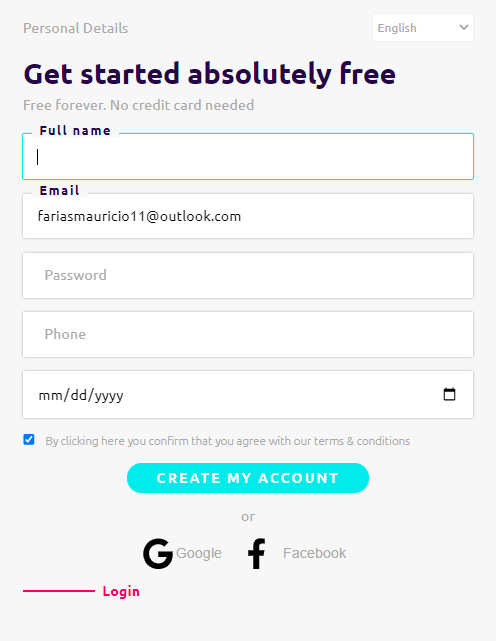 Personal Details
English
Get started absolutely free
Free forever. No credit card needed
Full name
Email
fariasmauricio11@outlook.com
Password
Phone
mm/dd/yyyy
By clicking here you confirm that you agree with our terms & conditions
CREATE MY ACCOUNT
or
Google Facebook
Login